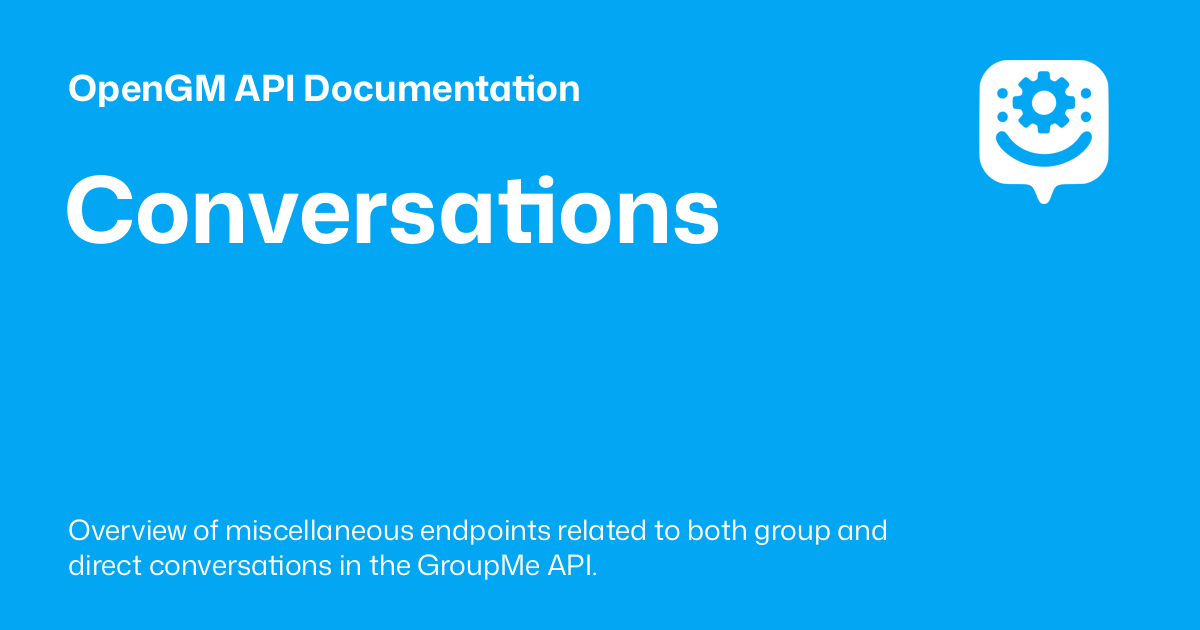 OpenGM API Documentation
Conversations
Overview of miscellaneous endpoints related to both group and
direct conversations in the GroupMe API.